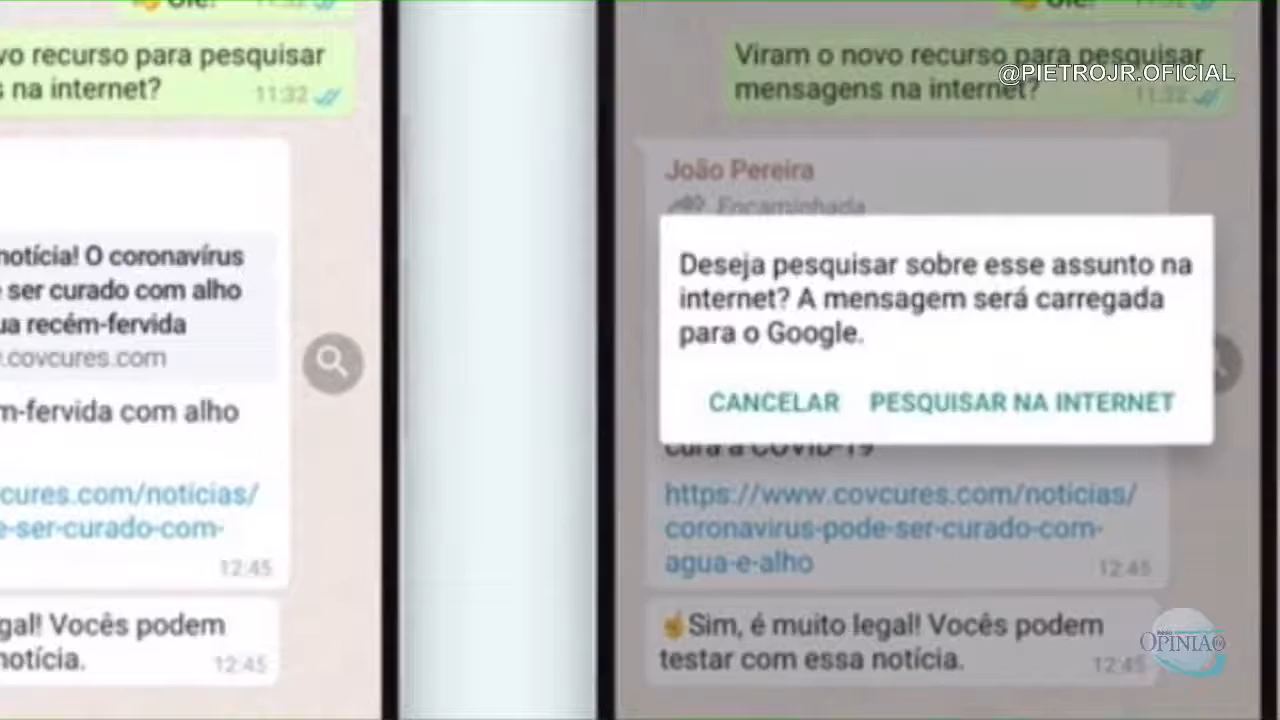 Olá!
11:32
vo recurso para pesquisar
s na internet?
11:32
notícia! O coronavírus
e ser curado com alho
ua recém-fervida
.covcures.com
m-fervida com alho
cures.com/noticias/
e-ser-curado-com-
12:45
gal! Vocês podem
notícia.
12:45
Viram o novo recurso para pesquisar
mensagens na internet?
11:32
@PIETROJR.OFICIAL
João Pereira
Encaminhada
Deseja pesquisar sobre esse assunto na
internet? A mensagem será carregada
para o Google.
CANCELAR PESQUISAR NA INTERNET
cura a COVID-19
https://www.covcures.com/noticias/
coronavirus-pode-ser-curado-com-
agua-e-alho
12:45
Sim, é muito legal! Vocês podem
testar com essa notícia.
12:45
OPINIÃO